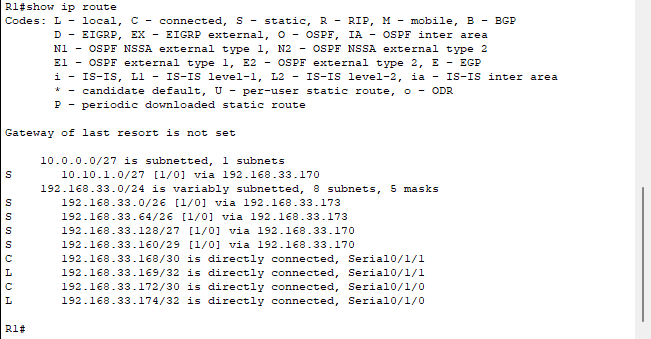 R1#show ip route
Codes: L - local, C - connected, S - static, R - RIP, M - mobile, B - BGP
       D - EIGRP, EX - EIGRP external, O - OSPF, IA - OSPF inter area
       N1 - OSPF NSSA external type 1, N2 - OSPF NSSA external type 2
       E1 - OSPF external type 1, E2 - OSPF external type 2, E - EGP
       i - IS-IS, L1 - IS-IS level-1, L2 - IS-IS level-2, ia - IS-IS inter area
       * - candidate default, U - per-user static route, o - ODR
       P - periodic downloaded static route

Gateway of last resort is not set

     10.0.0.0/27 is subnetted, 1 subnets
S       10.10.1.0/27 [1/0] via 192.168.33.170
     192.168.33.0/24 is variably subnetted, 8 subnets, 5 masks
S       192.168.33.0/26 [1/0] via 192.168.33.173
S       192.168.33.64/26 [1/0] via 192.168.33.173
S       192.168.33.128/27 [1/0] via 192.168.33.170
S       192.168.33.160/29 [1/0] via 192.168.33.170
C       192.168.33.168/30 is directly connected, Serial0/1/1
L       192.168.33.169/32 is directly connected, Serial0/1/1
C       192.168.33.172/30 is directly connected, Serial0/1/0
L       192.168.33.174/32 is directly connected, Serial0/1/0

R1#